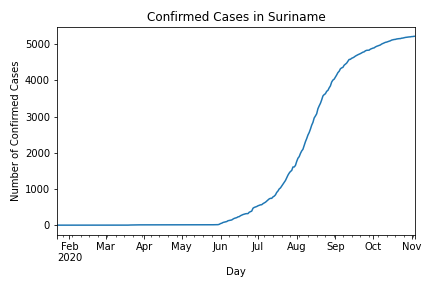 Confirmed Cases in Suriname
Number of Confirmed Cases
5000
4000
3000
2000
1000
0
Feb Mar Apr May Jun Jul Aug Sep Oct Nov
2020
Day